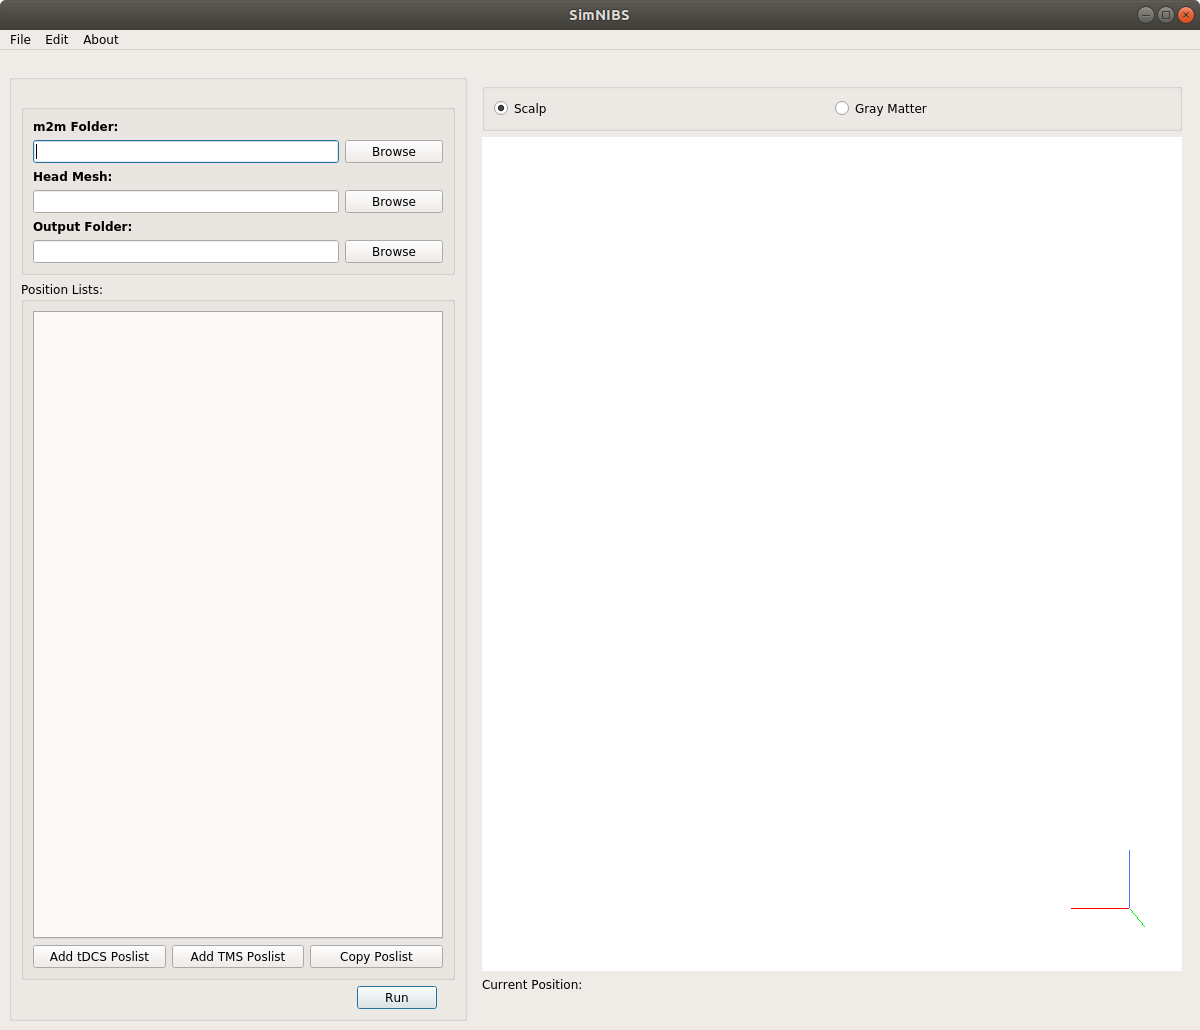 SimNIBS
File Edit About
m2m Folder:
Browse
Head Mesh:
Browse
Output Folder:
Browse
Position Lists:
Add tDCS Poslist Add TMS Poslist Copy Poslist
Run
Scalp Gray Matter
Current Position: